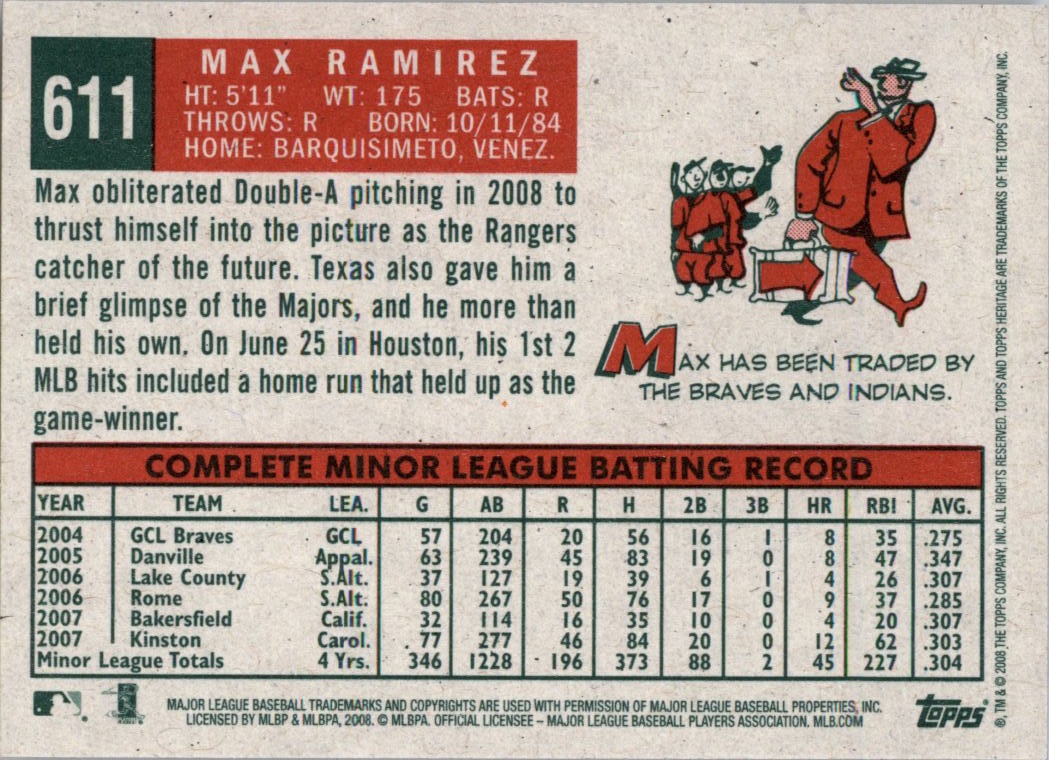 611
MAX RAMIREZ
HT: 5'11" WT: 175 BATS: R
THROWS: R BORN: 10/11/84
HOME: BARQUISIMETO, VENEZ.
Max obliterated Double-A pitching in 2008 to
thrust himself into the picture as the Rangers
catcher of the future. Texas also gave him a
brief glimpse of the Majors, and he more than
held his own. On June 25 in Houston, his 1st 2
MLB hits included a home run that held up as the
game-winner.
MAX HAS BEEN TRADED BY
THE BRAVES AND INDIANS.
COMPLETE MINOR LEAGUE BATTING RECORD
YEAR TEAM LEA. G AB R H 2B 3B HR RBI AVG.
2004 GCL Braves GCL 57 204 20 56 16 1 8 35 .275
2005 Danville Appal. 63 239 45 83 19 0 8 47 .347
2006 Lake County S.Alt. 37 127 19 39 6 1 4 26 .307
2006 Rome S.Alt. 80 267 50 76 17 0 9 37 .285
2007 Bakersfield Calif. 32 114 16 35 10 0 4 20 .307
2007 Kinston Carol. 77 277 46 84 20 0 12 62 .303
Minor League Totals 4 Yrs. 346 1228 196 373 88 2 45 227 .304
MAJOR LEAGUE BASEBALL TRADEMARKS AND COPYRIGHTS ARE USED WITH PERMISSION OF MAJOR LEAGUE BASEBALL PROPERTIES, INC.
LICENSED BY MLBP & MLBPA, 2008. © MLBPA. OFFICIAL LICENSEE – MAJOR LEAGUE BASEBALL PLAYERS ASSOCIATION. MLB.COM
Topps
®, TM & © 2008 THE TOPPS COMPANY, INC. ALL RIGHTS RESERVED. TOPPS AND TOPPS HERITAGE ARE TRADEMARKS OF THE TOPPS COMPANY, INC.